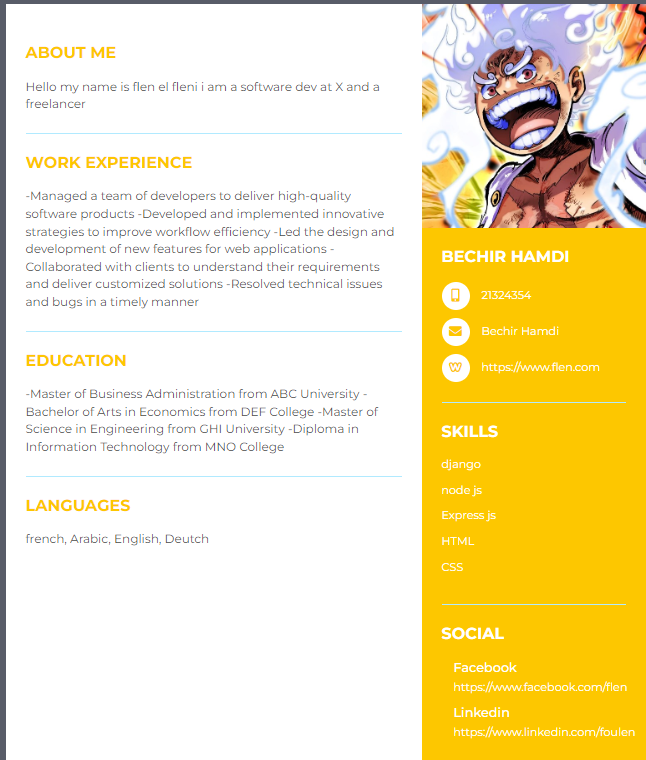 ABOUT ME
Hello my name is flen el fleni i am a software dev at X and a
freelancer
WORK EXPERIENCE
-Managed a team of developers to deliver high-quality
software products -Developed and implemented innovative
strategies to improve workflow efficiency -Led the design and
development of new features for web applications -
Collaborated with clients to understand their requirements
and deliver customized solutions -Resolved technical issues
and bugs in a timely manner
EDUCATION
-Master of Business Administration from ABC University -
Bachelor of Arts in Economics from DEF College -Master of
Science in Engineering from GHI University -Diploma in
Information Technology from MNO College
LANGUAGES
french, Arabic, English, Deutch
BECHIR HAMDI
21324354
Bechir Hamdi
https://www.flen.com
SKILLS
django
node js
Express js
HTML
CSS
SOCIAL
Facebook
https://www.facebook.com/flen
Linkedin
https://www.linkedin.com/foulen